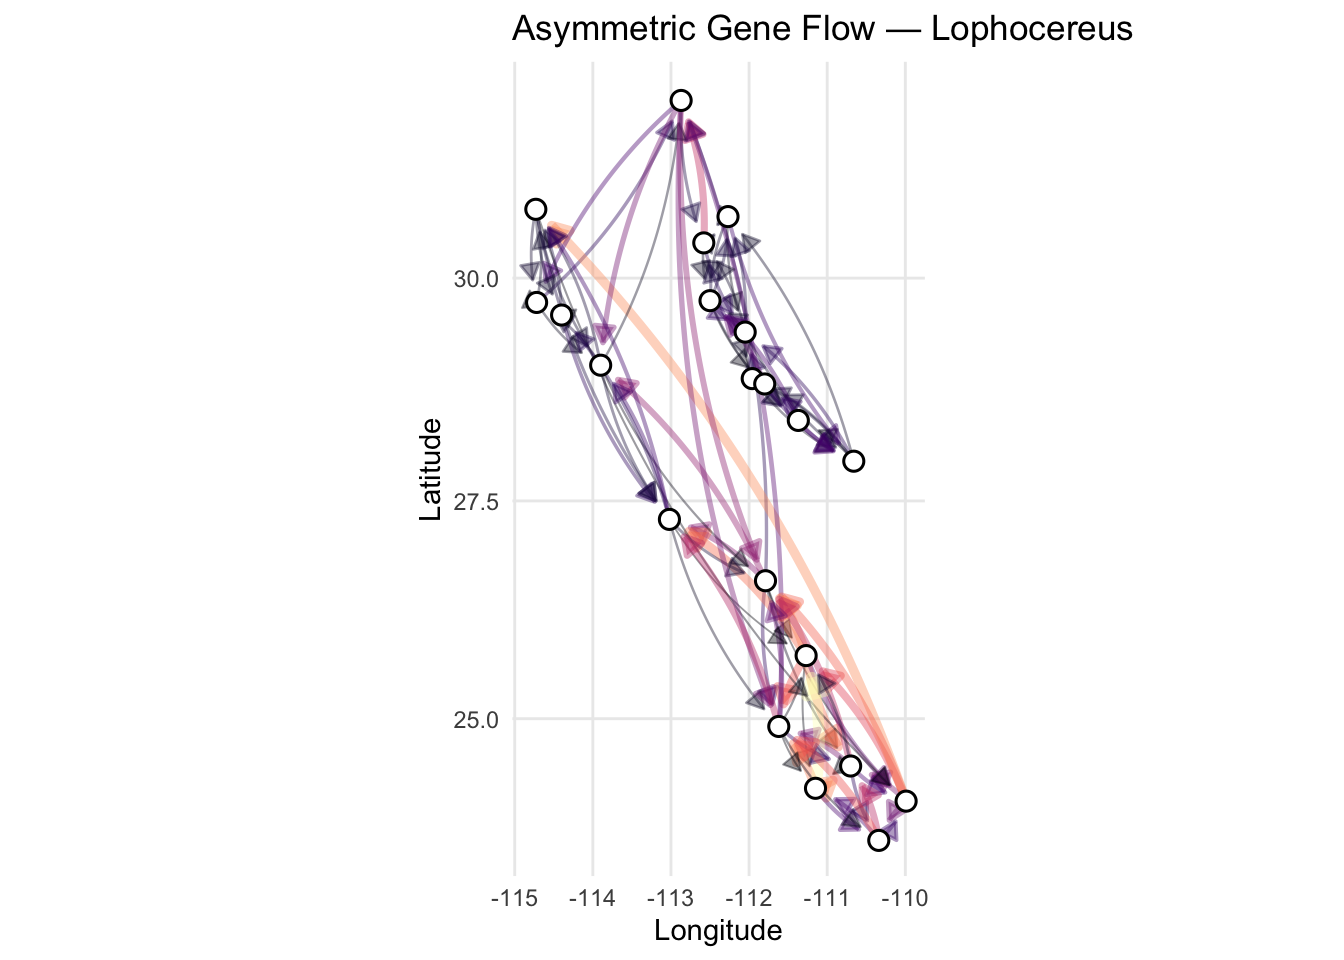 Asymmetric Gene Flow — Lophocereus
Latitude
30.0
27.5
25.0
-115 -114 -113 -112 -111 -110
Longitude